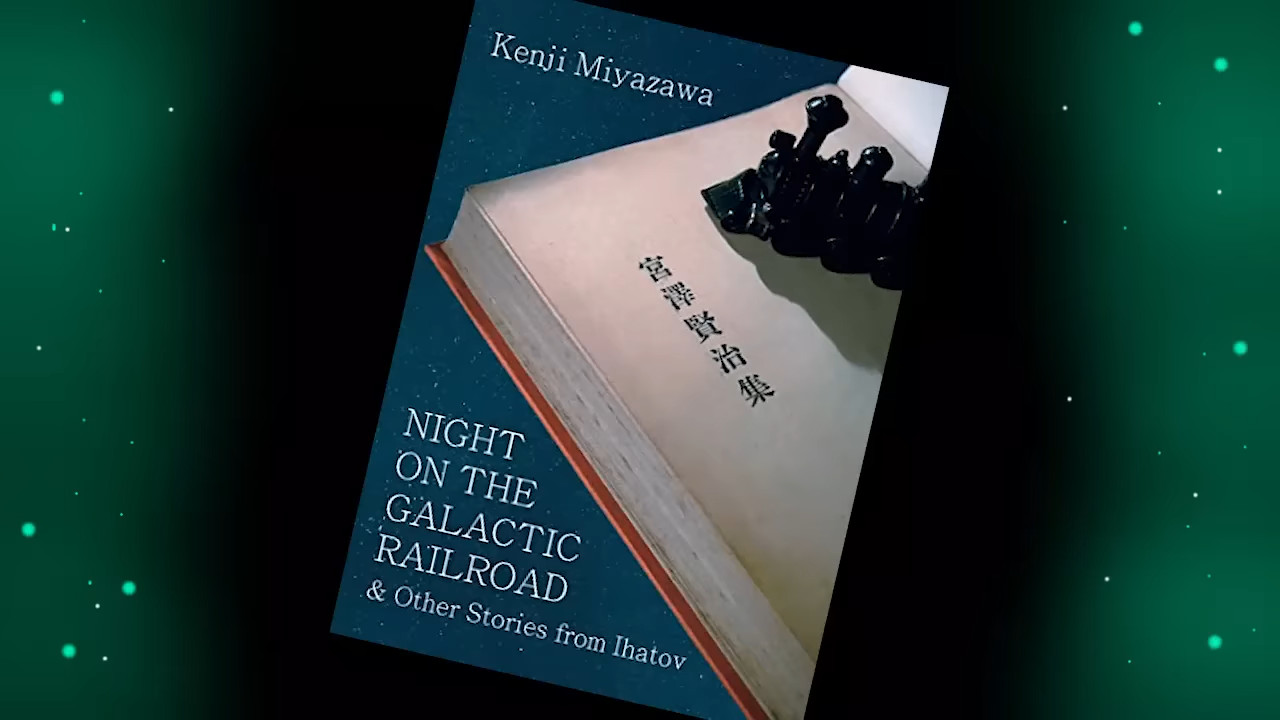 Kenji Miyazawa
宮澤賢治集
NIGHT
ON THE
GALACTIC
RAILROAD
& Other Stories from Ihatov